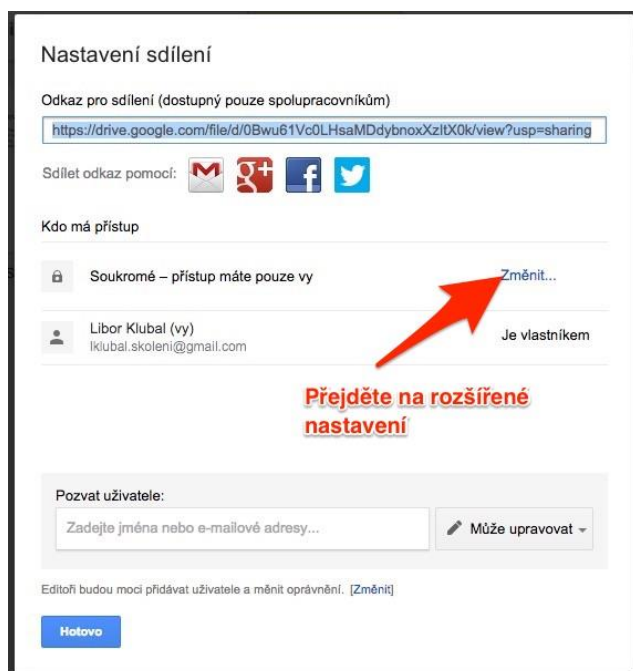 Nastavení sdílení
Odkaz pro sdílení (dostupný pouze spolupracovníkům)
https://drive.google.com/file/d/0Bwu61Vc0LHsaMDdybnoxXzltX0k/view?usp=sharing
Sdílet odkaz pomocí:
Kdo má přístup
Soukromé – přístup máte pouze vy Změnit...
Libor Klubal (vy)
lklubal.skoleni@gmail.com
Je vlastníkem
Přejděte na rozšířené
nastavení
Pozvat uživatele:
Zadejte jména nebo e-mailové adresy... Může upravovat
Editoři budou moci přidávat uživatele a měnit oprávnění. [Změnit]
Hotovo